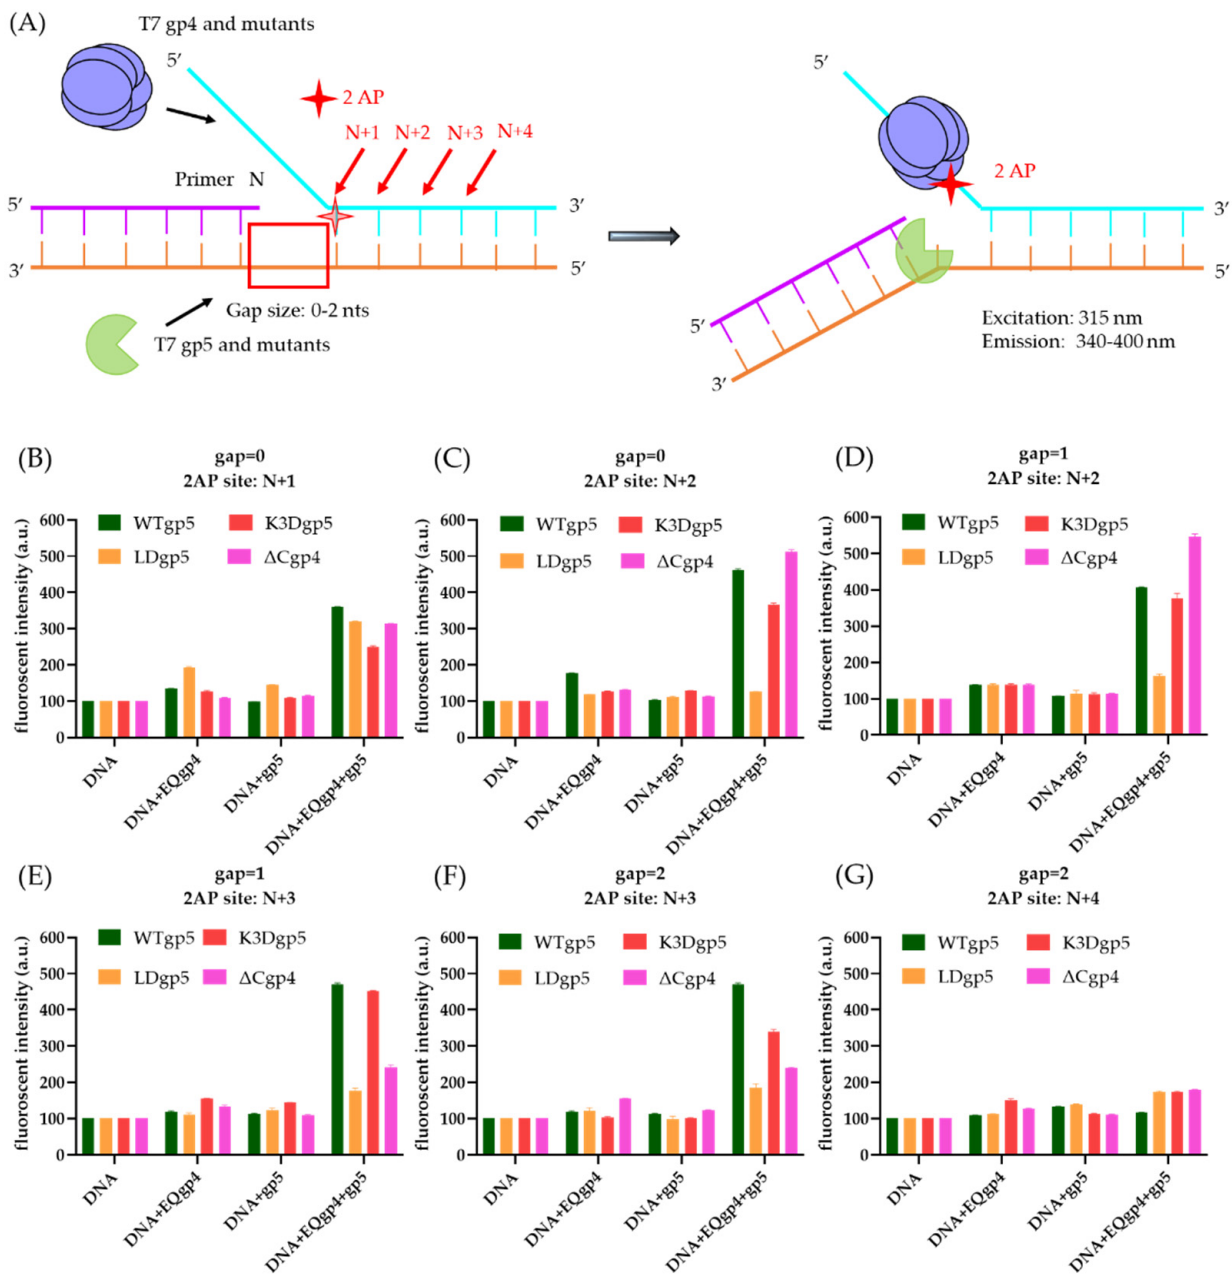 (A)
T7 gp4 and mutants
5′
2 AP
N+1 N+2 N+3 N+4
Primer N
5′
3′
3′
5′
Gap size: 0-2 nts
T7 gp5 and mutants
5′
2 AP
3′
5′
5′
3′
Excitation: 315 nm
Emission: 340-400 nm
(B)
gap=0
2AP site: N+1
fluoroscent intensity (a.u.)
600
500
400
300
200
100
0
WTgp5
K3Dgp5
LDgp5
ΔCgp4
DNA
DNA+EQgp4
DNA+gp5
DNA+EQgp4+gp5
(C)
gap=0
2AP site: N+2
fluoroscent intensity (a.u.)
600
500
400
300
200
100
0
WTgp5
K3Dgp5
LDgp5
ΔCgp4
DNA
DNA+EQgp4
DNA+gp5
DNA+EQgp4+gp5
(D)
gap=1
2AP site: N+2
fluoroscent intensity (a.u.)
600
500
400
300
200
100
0
WTgp5
K3Dgp5
LDgp5
ΔCgp4
DNA
DNA+EQgp4
DNA+gp5
DNA+EQgp4+gp5
(E)
gap=1
2AP site: N+3
fluoroscent intensity (a.u.)
600
500
400
300
200
100
0
WTgp5
K3Dgp5
LDgp5
ΔCgp4
DNA
DNA+EQgp4
DNA+gp5
DNA+EQgp4+gp5
(F)
gap=2
2AP site: N+3
fluoroscent intensity (a.u.)
600
500
400
300
200
100
0
WTgp5
K3Dgp5
LDgp5
ΔCgp4
DNA
DNA+EQgp4
DNA+gp5
DNA+EQgp4+gp5
(G)
gap=2
2AP site: N+4
fluoroscent intensity (a.u.)
600
500
400
300
200
100
0
WTgp5
K3Dgp5
LDgp5
ΔCgp4
DNA
DNA+EQgp4
DNA+gp5
DNA+EQgp4+gp5